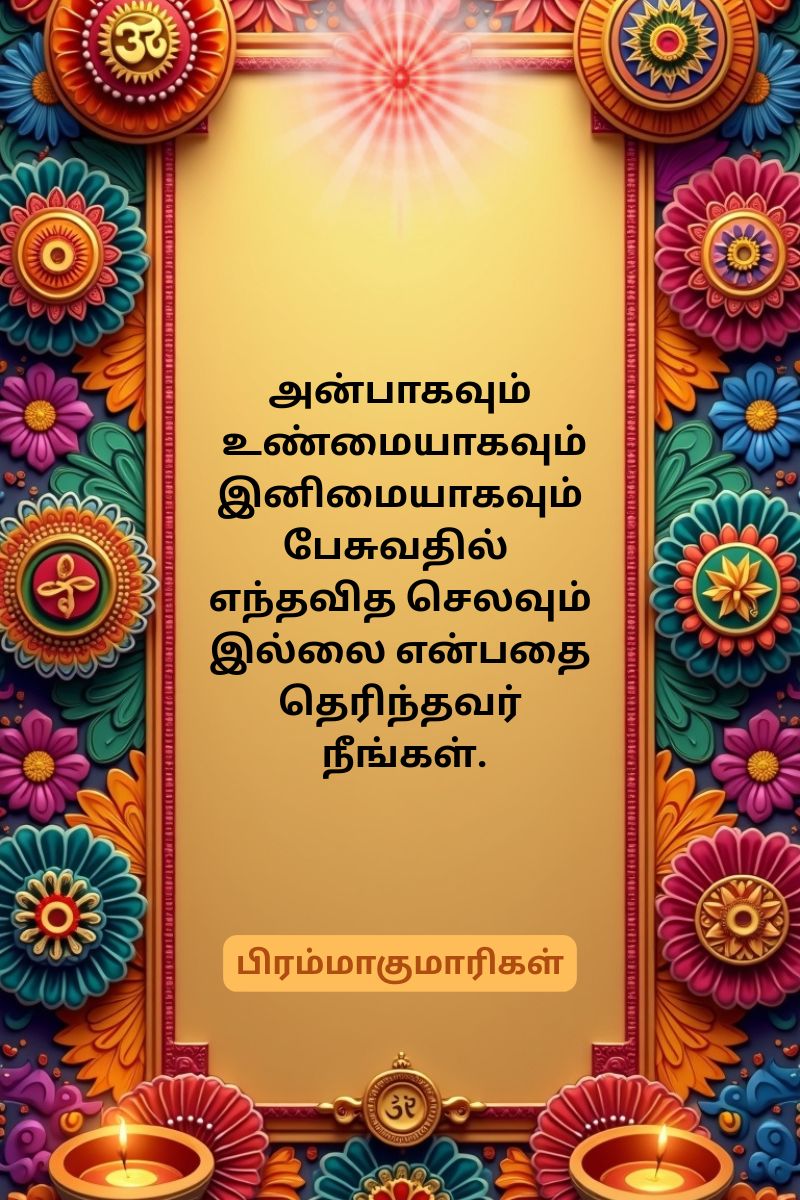 அன்பாகவும்
உண்மையாகவும்
இனிமையாகவும்
பேசுவதில்
எந்தவித செலவும்
இல்லை என்பதை
தெரிந்தவர்
நீங்கள்.
பிரம்மாகுமாரிகள்